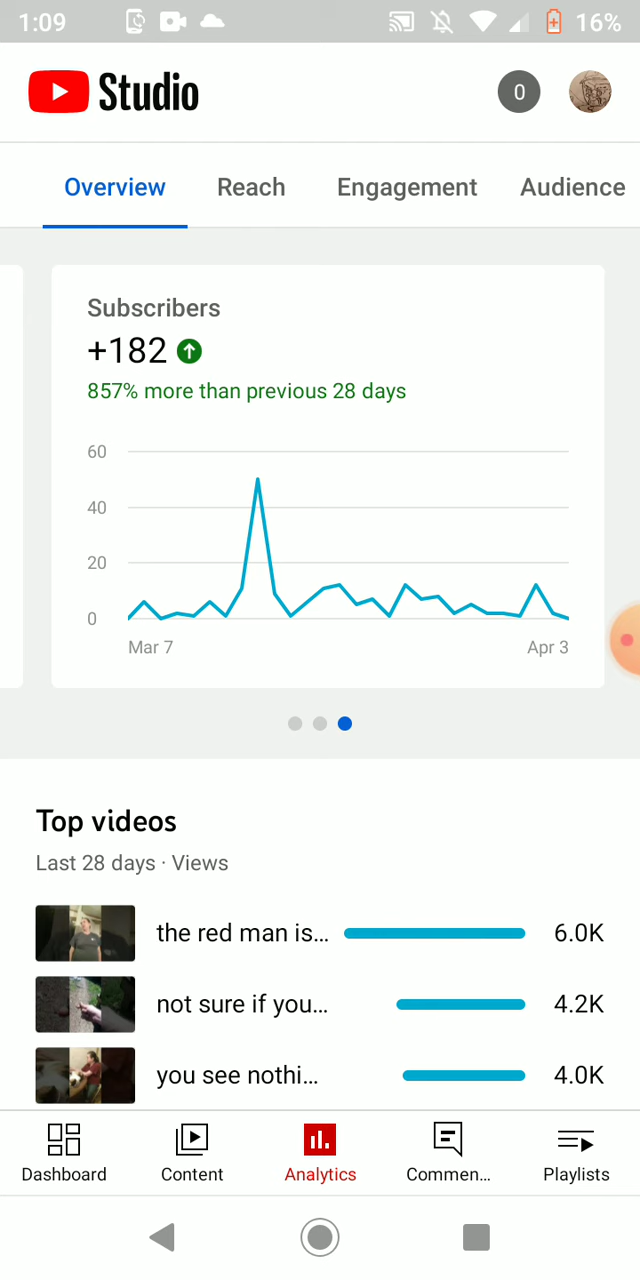 1:09
16%
Studio
0
Overview Reach Engagement Audience
Subscribers
+182
857% more than previous 28 days
60
40
20
0
Mar 7 Apr 3
Top videos
Last 28 days · Views
the red man is... 6.0K
not sure if you... 4.2K
you see nothi... 4.0K
Dashboard Content Analytics Commen... Playlists